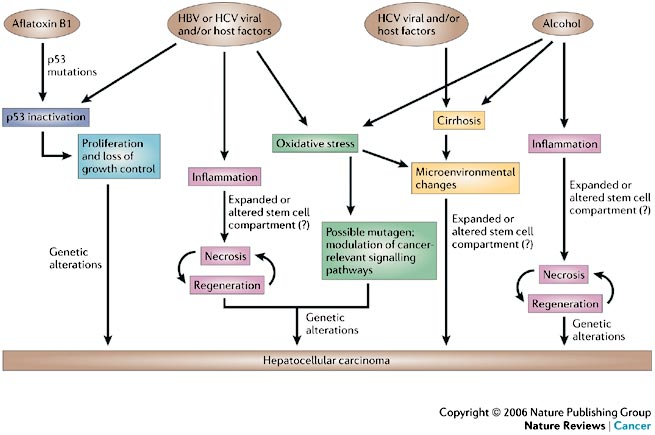 Aflatoxin B1
HBV or HCV viral
and/or host factors
HCV viral and/or
host factors
Alcohol
p53
mutations
p53 inactivation
Proliferation
and loss of
growth control
Oxidative stress
Cirrhosis
Inflammation
Inflammation
Microenvironmental
changes
Expanded or
altered stem cell
compartment (?)
Expanded or
altered stem cell
compartment (?)
Expanded or
altered stem cell
compartment (?)
Possible mutagen;
modulation of cancer-
relevant signalling
pathways
Genetic
alterations
Necrosis
Regeneration
Necrosis
Regeneration
Genetic
alterations
Genetic
alterations
Hepatocellular carcinoma
Copyright © 2006 Nature Publishing Group
Nature Reviews | Cancer